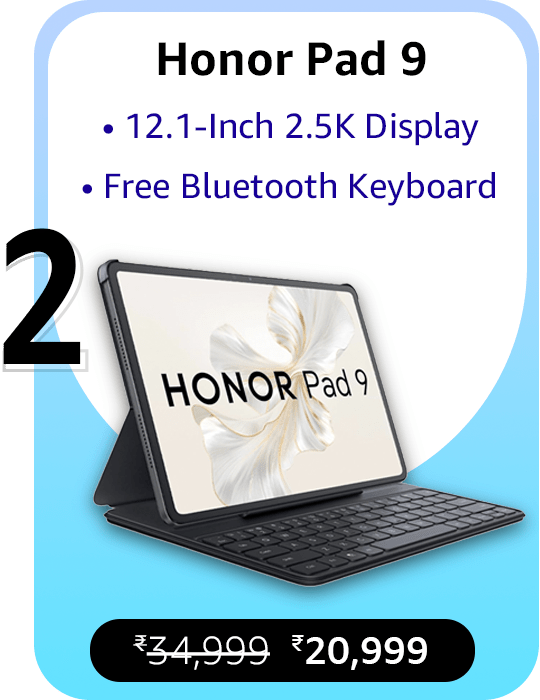 Honor Pad 9
• 12.1-Inch 2.5K Display
• Free Bluetooth Keyboard
2
HONOR Pad 9
₹34,999 ₹20,999